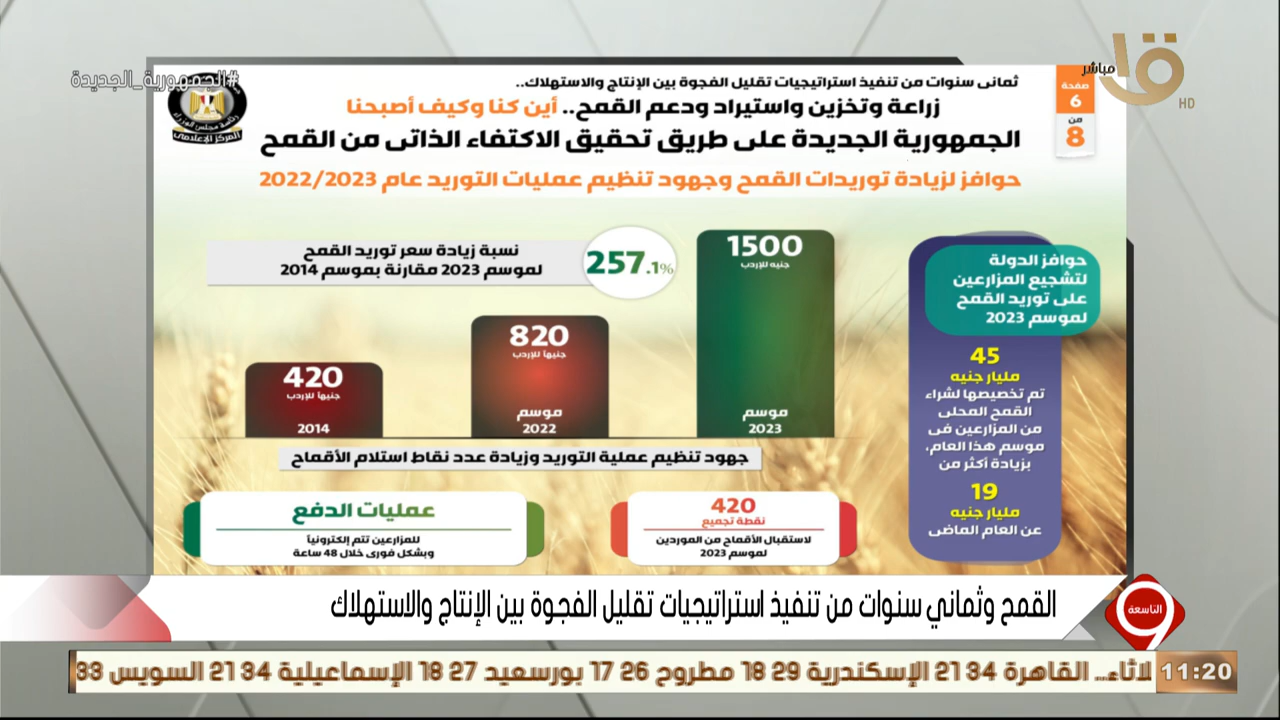 #الجمهورية_الجديدة
مباشر
HD
صفحة
6
من
8
رئاسة مجلس الوزراء
المركز الإعلامى
ثمانى سنوات من تنفيذ استراتيجيات تقليل الفجوة بين الإنتاج والاستهلاك..
زراعة وتخزين واستيراد ودعم القمح.. أين كنا وكيف أصبحنا
الجمهورية الجديدة على طريق تحقيق الاكتفاء الذاتى من القمح
حوافز لزيادة توريدات القمح وجهود تنظيم عمليات التوريد عام 2022/2023
حوافز الدولة
لتشجيع المزارعين
على توريد القمح
لموسم 2023
45
مليار جنيه
تم تخصيصها لشراء
القمح المحلى
من المزارعين فى
موسم هذا العام،
بزيادة أكثر من
19
مليار جنيه
عن العام الماضى
1500
جنيه للإردب
موسم
2023
257.1%
نسبة زيادة سعر توريد القمح
لموسم 2023 مقارنة بموسم 2014
820
جنيهاً للإردب
موسم
2022
420
جنيهاً للإردب
2014
جهود تنظيم عملية التوريد وزيادة عدد نقاط استلام الأقماح
420
نقطة تجميع
لاستقبال الأقماح من الموردين
لموسم 2023
عمليات الدفع
للمزارعين تتم إلكترونياً
وبشكل فورى خلال 48 ساعة
التاسعة
القمح وثماني سنوات من تنفيذ استراتيجيات تقليل الفجوة بين الإنتاج والاستهلاك
11:20
لاثاء... القاهرة 34 21 الإسكندرية 29 18 مطروح 26 17 بورسعيد 27 18 الإسماعيلية 34 21 السويس 33